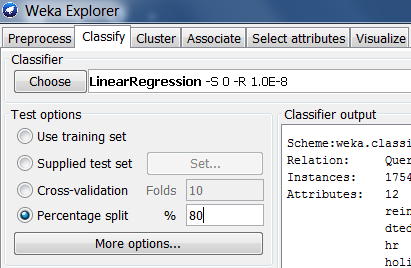 Weka Explorer
Preprocess Classify Cluster Associate Select attributes Visualize
Classifier
Choose LinearRegression -S 0 -R 1.0E-8
Test options
Use training set
Supplied test set Set...
Cross-validation Folds 10
Percentage split % 80
More options...
Classifier output
Scheme:weka.classi
Relation: Quer
Instances: 1754
Attributes: 12
rein
dted
hr
holi